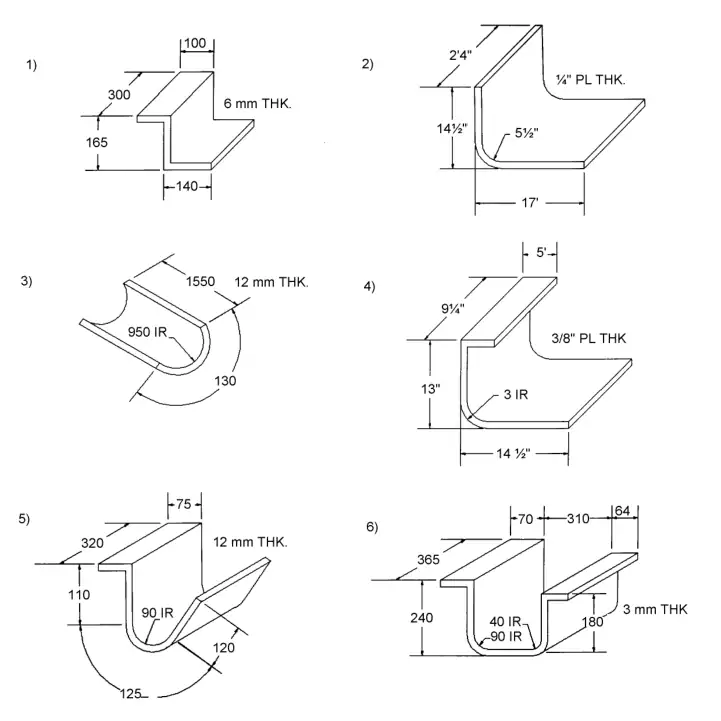 1)
100
300
6 mm THK.
165
140
2)
2'4"
¼" PL THK.
14½"
5½"
17'
3)
1550
12 mm THK.
950 IR
130
4)
5'
9¼"
3/8" PL THK
13"
3 IR
14 ½"
5)
75
320
12 mm THK.
110
90 IR
120
125
6)
70
310
64
365
3 mm THK
240
40 IR
90 IR
180